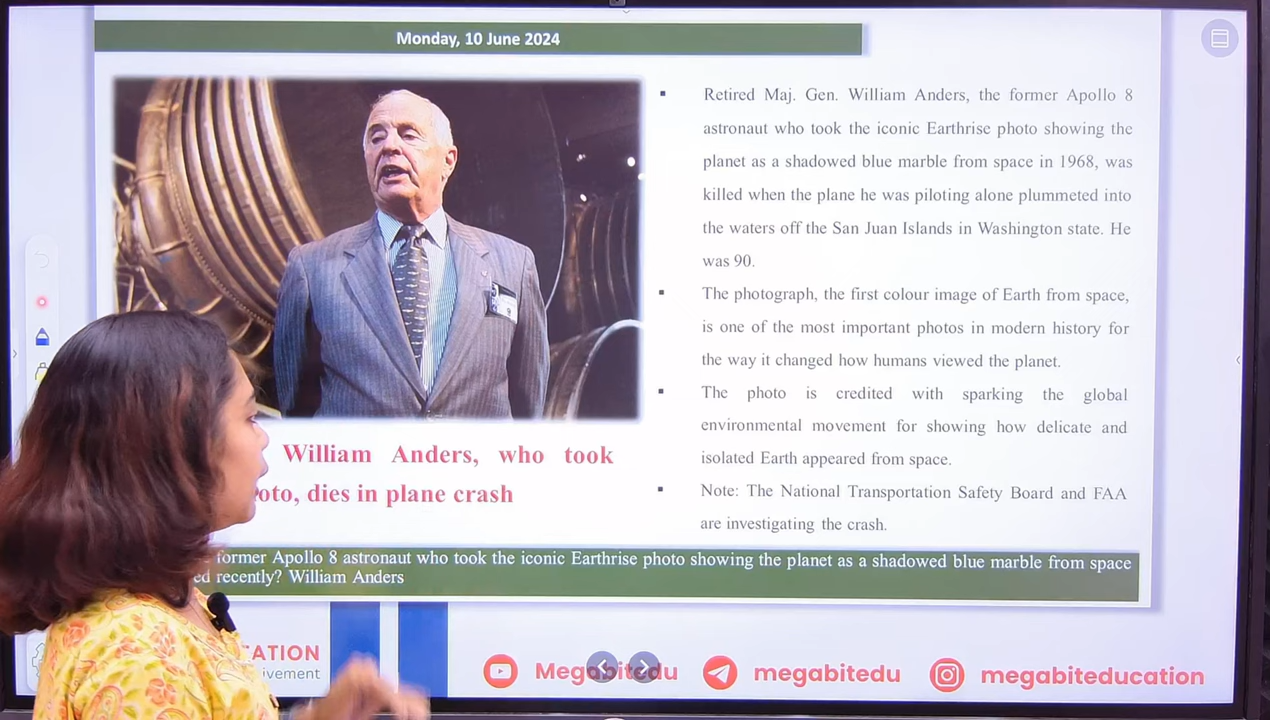 Monday, 10 June 2024
Retired Maj. Gen. William Anders, the former Apollo 8
astronaut who took the iconic Earthrise photo showing the
planet as a shadowed blue marble from space in 1968, was
killed when the plane he was piloting alone plummeted into
the waters off the San Juan Islands in Washington state. He
was 90.
The photograph, the first colour image of Earth from space,
is one of the most important photos in modern history for
the way it changed how humans viewed the planet.
The photo is credited with sparking the global
environmental movement for showing how delicate and
isolated Earth appeared from space.
Note: The National Transportation Safety Board and FAA
are investigating the crash.
William Anders, who took
oto, dies in plane crash
former Apollo 8 astronaut who took the iconic Earthrise photo showing the planet as a shadowed blue marble from space
ed recently? William Anders
CATION
ivement
Megabitedu
megabitedu
megabiteducation